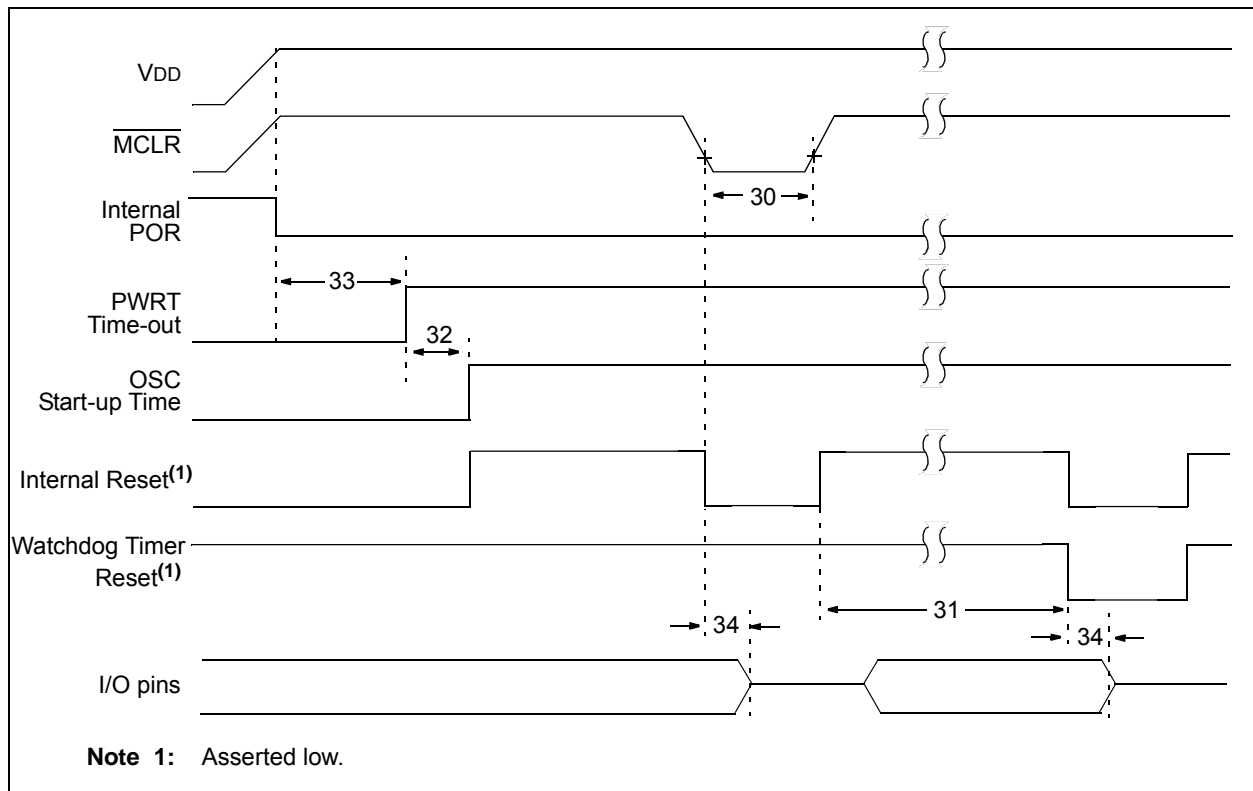 VDD
MCLR
30
Internal
POR
33
PWRT
Time-out
32
OSC
Start-up Time
Internal Reset(1)
Watchdog Timer
Reset(1)
31
34
34
I/O pins
Note 1: Asserted low.